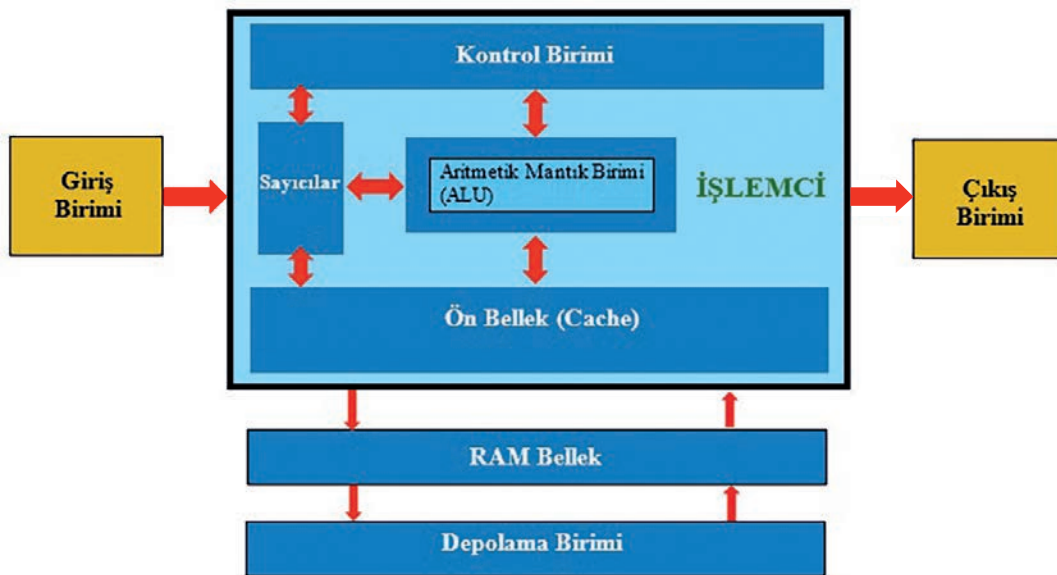 Kontrol Birimi
Giriş
Birimi
Sayıcılar
Aritmetik Mantık Birimi
(ALU)
İŞLEMCİ
Çıkış
Birimi
Ön Bellek (Cache)
RAM Bellek
Depolama Birimi